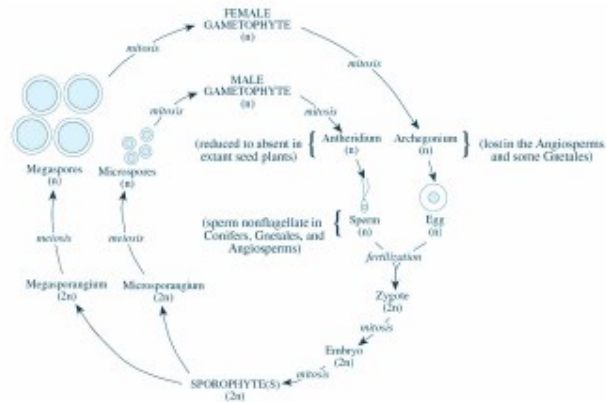 FEMALE
GAMETOPHYTE
(n)
mitosis
mitosis
MALE
GAMETOPHYTE
(n)
mitosis
mitosis
Megaspores
(n)
Microspores
(n)
(reduced to absent in
extant seed plants)
{
Antheridium
(n)
Archegonium
(n)
}
(lostin the Angiosperms
and some Gnetales)
(sperm nonflagellate in
Conifers, Gnetales, and
Angiosperms)
{
Sperm
(n)
Egg
(n)
meiosis
meiosis
fertilization
Megasporangium
(2n)
Microsporangium
(2n)
Zygote
(2n)
mitosis
Embryo
(2n)
mitosis
SPOROPHYTE(S)
(2n)